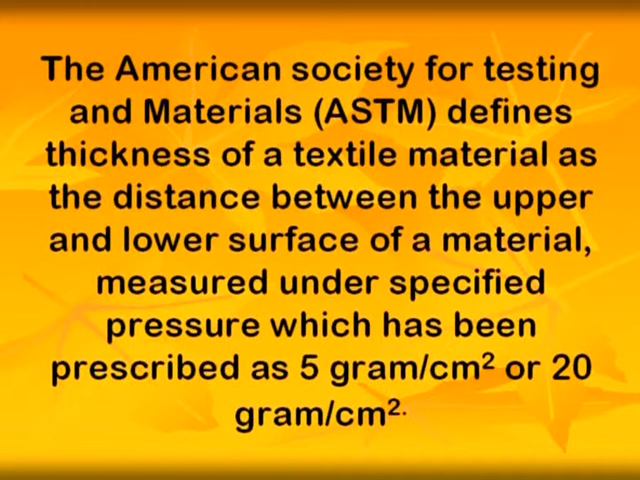 The American society for testing
and Materials (ASTM) defines
thickness of a textile material as
the distance between the upper
and lower surface of a material,
measured under specified
pressure which has been
prescribed as 5 gram/cm² or 20
gram/cm².